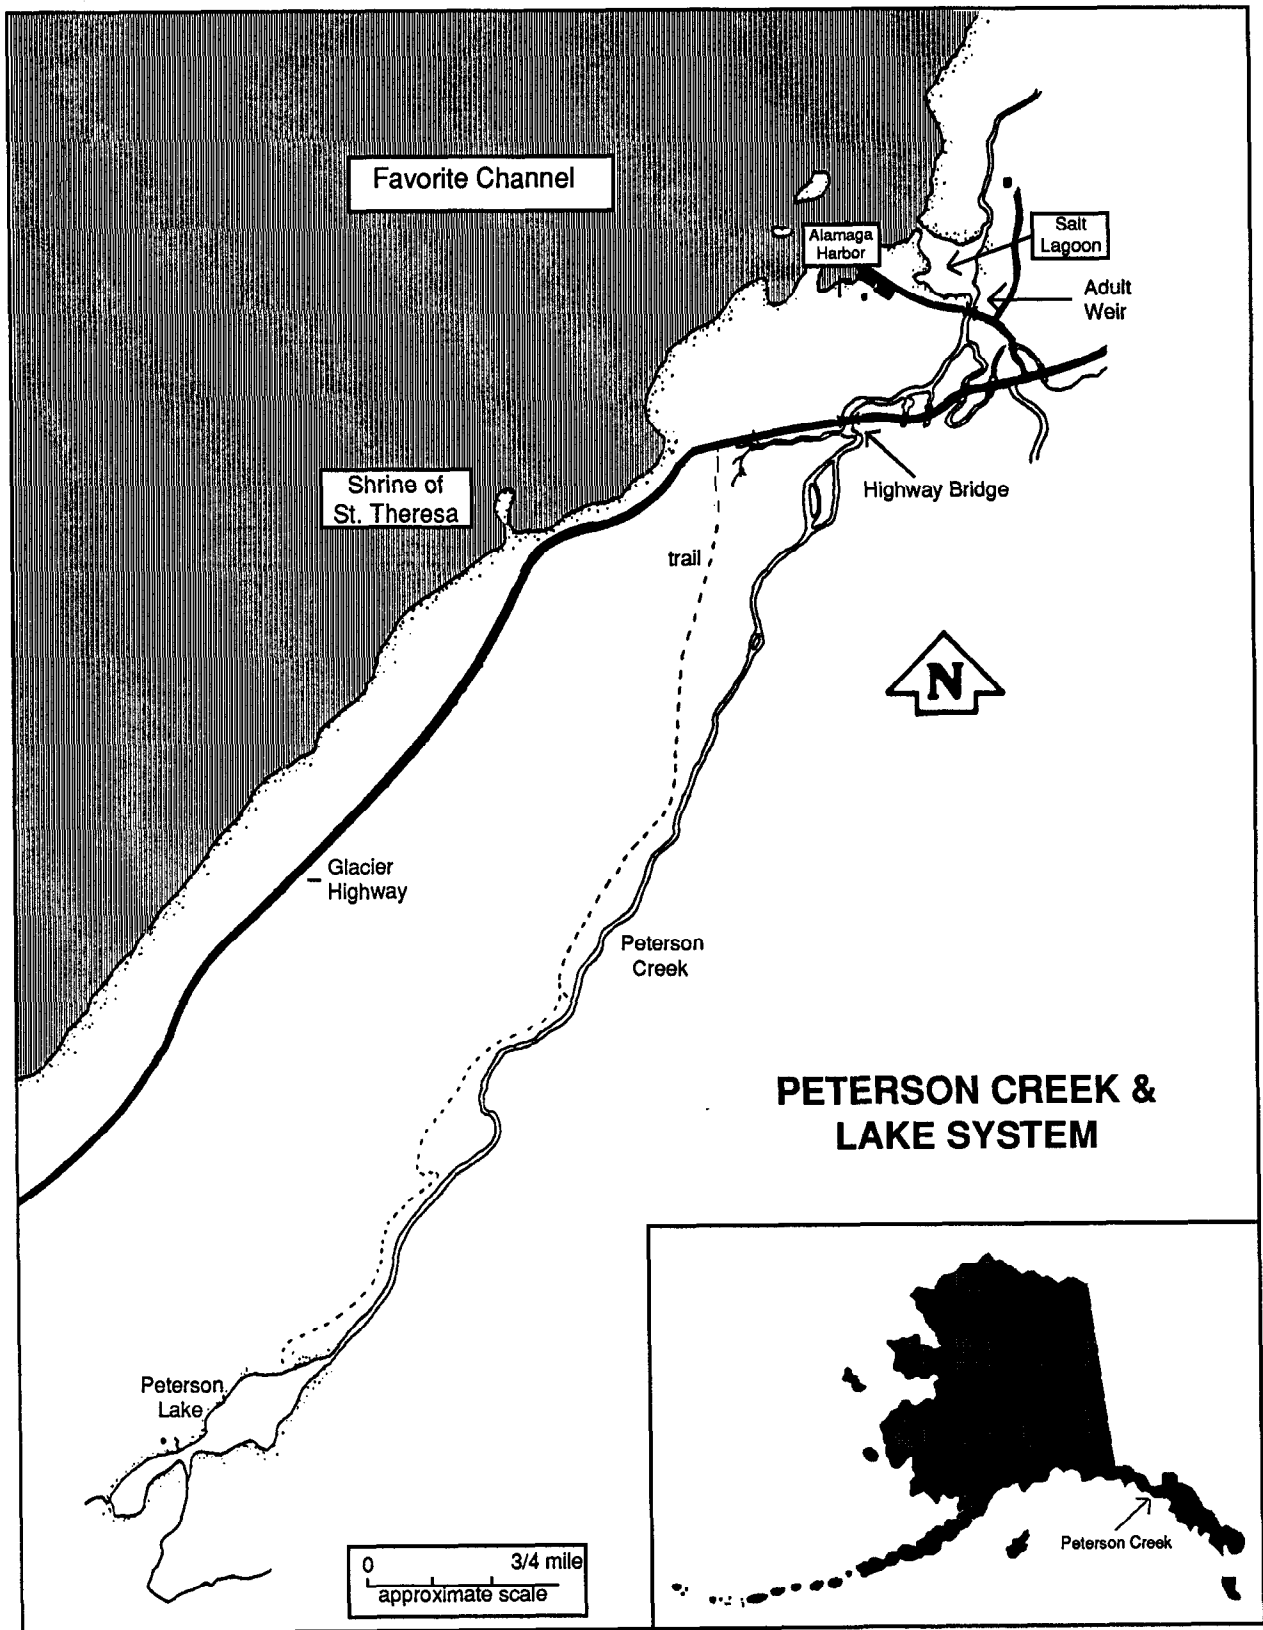 Favorite Channel
Alamaga
Harbor
Salt
Lagoon
Adult
Weir
Highway Bridge
Shrine of
St. Theresa
trail
N
Glacier
Highway
Peterson
Creek
PETERSON CREEK &
LAKE SYSTEM
Peterson
Lake
0 3/4 mile
approximate scale
Peterson Creek